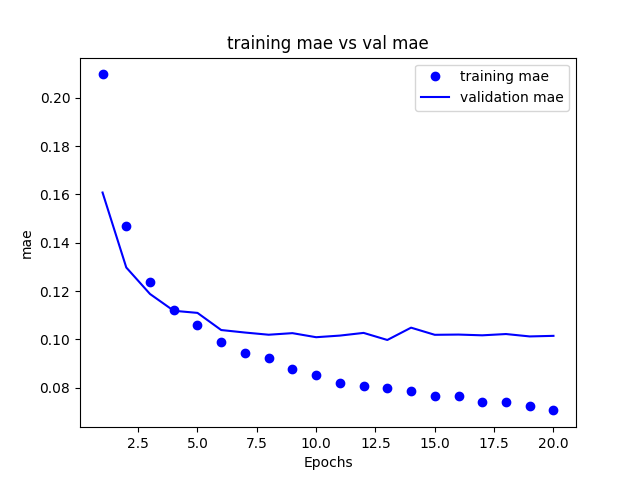 training mae vs val mae
training mae
validation mae
0.20
0.18
0.16
0.14
0.12
0.10
0.08
mae
2.5 5.0 7.5 10.0 12.5 15.0 17.5 20.0
Epochs